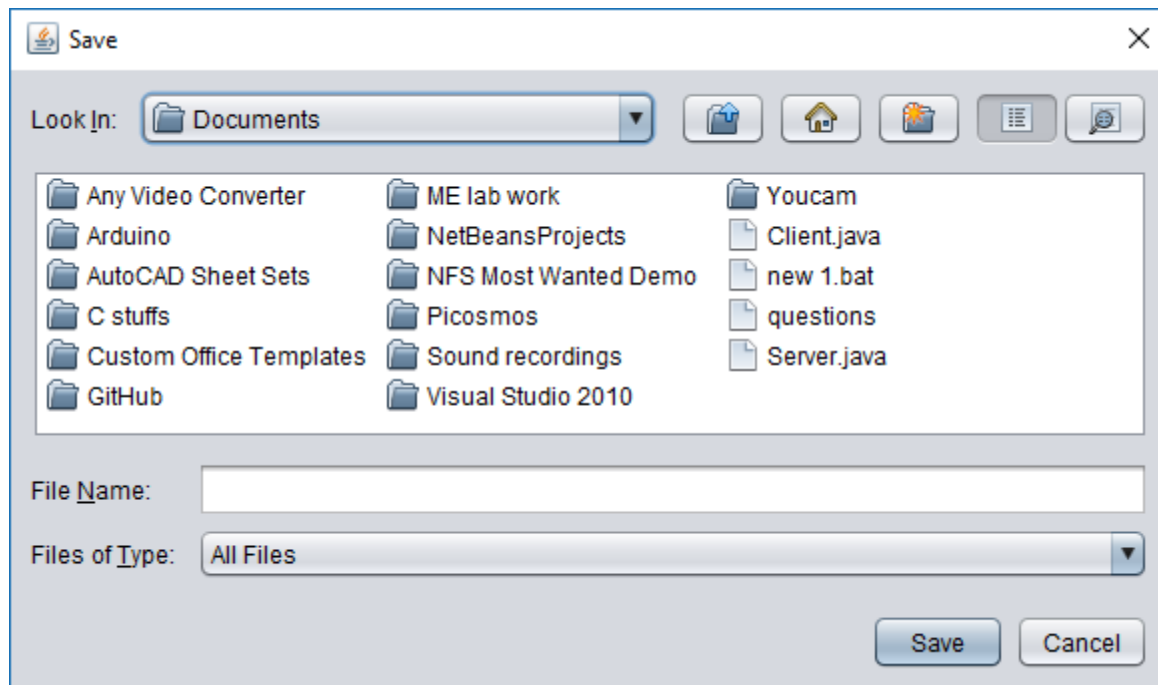 Save
Look In: Documents
Any Video Converter ME lab work Youcam
Arduino NetBeansProjects Client.java
AutoCAD Sheet Sets NFS Most Wanted Demo new 1.bat
C stuffs Picosmos questions
Custom Office Templates Sound recordings Server.java
GitHub Visual Studio 2010
File Name:
Files of Type: All Files
Save Cancel